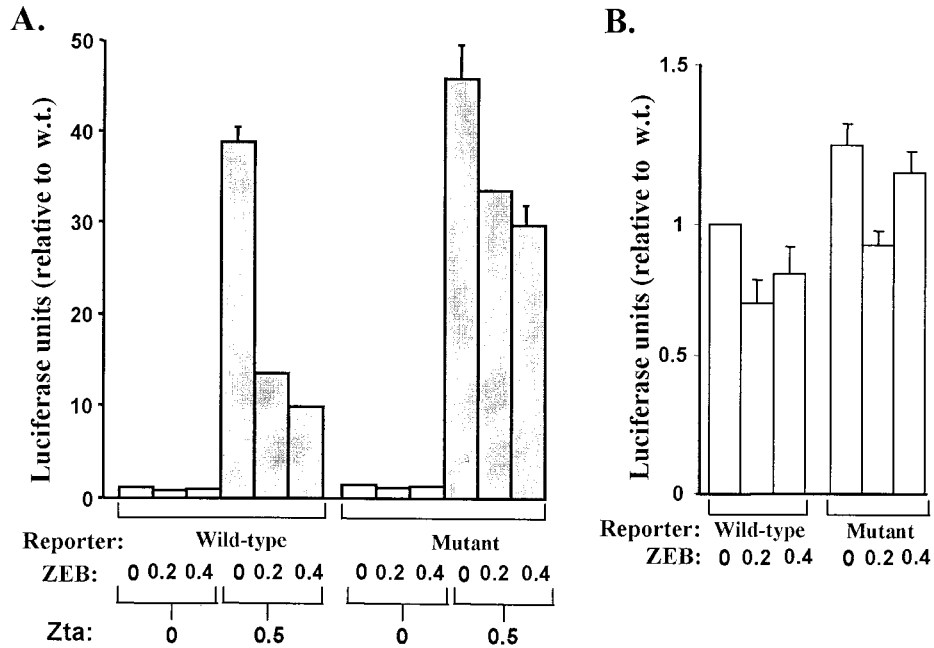 A.
Luciferase units (relative to w.t.)
50
40
30
20
10
0
Reporter: Wild-type Mutant
ZEB: 0 0.2 0.4 0 0.2 0.4 0 0.2 0.4 0 0.2 0.4
Zta: 0 0.5 0 0.5
B.
Luciferase units (relative to w.t.)
1.5
1
0.5
0
Reporter: Wild-type Mutant
ZEB: 0 0.2 0.4 0 0.2 0.4